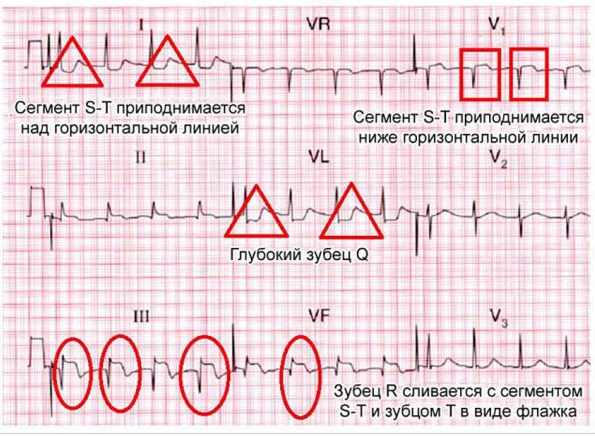 I VR V₁
Сегмент S-T приподнимается
над горизонтальной линией
Сегмент S-T приподнимается
ниже горизонтальной линии
II VL V₂
Глубокий зубец Q
III VF V₃
Зубец R сливается с сегментом
S-T и зубцом Т в виде флажка